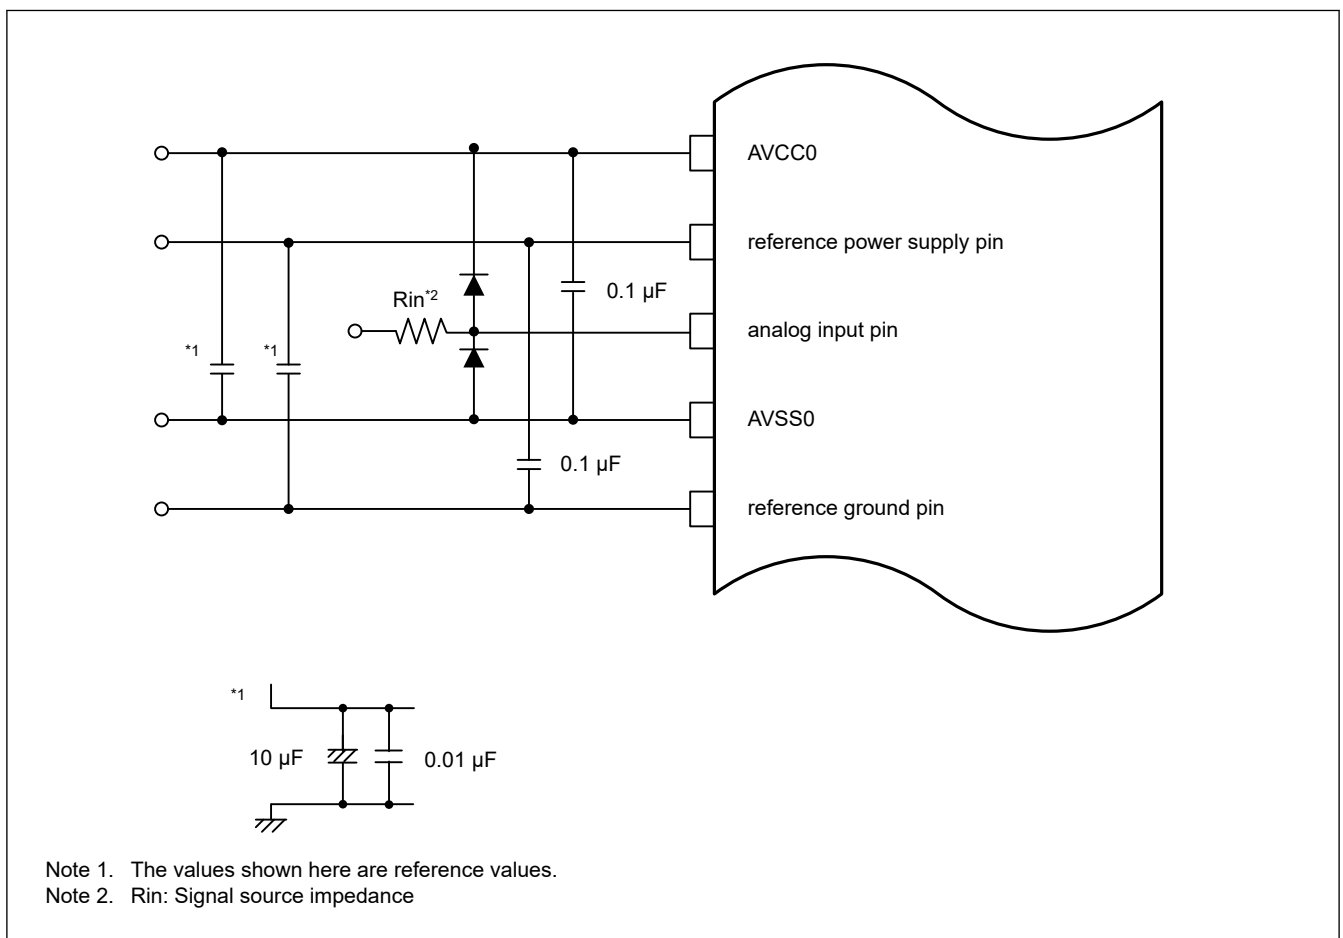 AVCC0
reference power supply pin
0.1 µF
Rin*2
analog input pin
*1
*1
AVSS0
0.1 µF
reference ground pin
*1
10 µF
0.01 µF
Note 1. The values shown here are reference values.
Note 2. Rin: Signal source impedance